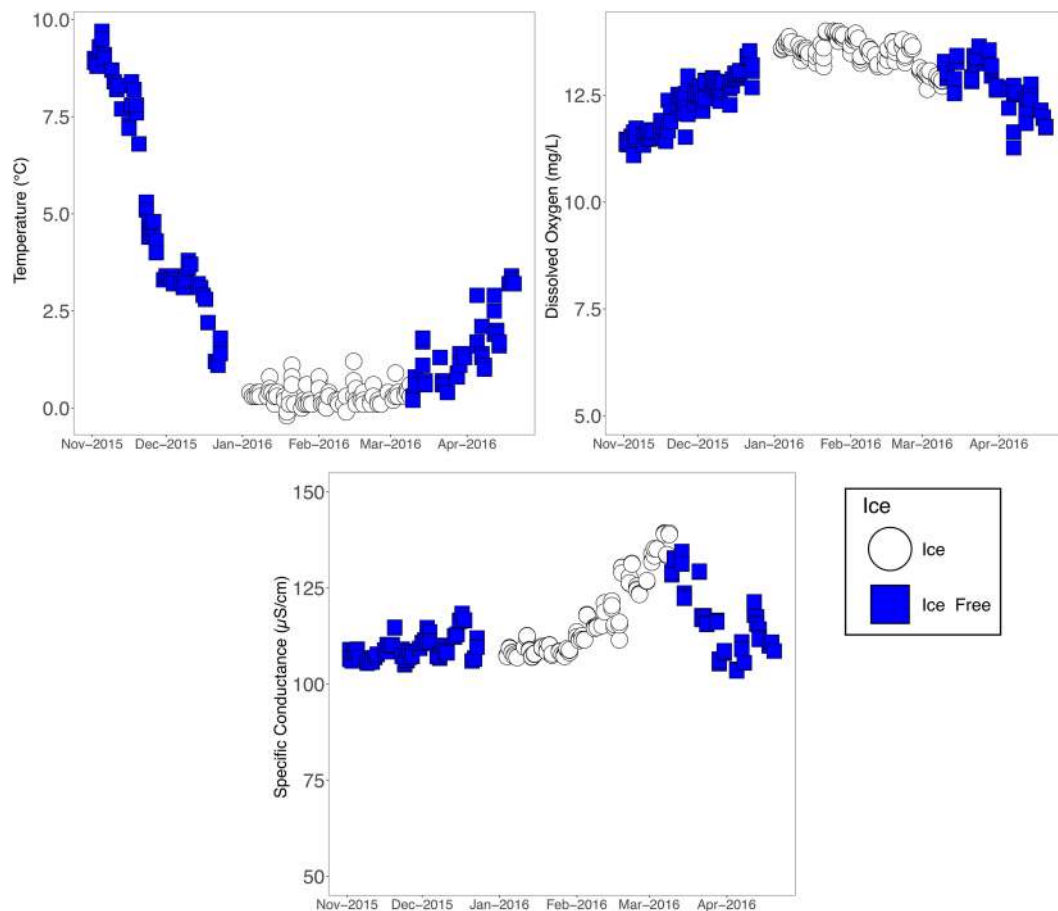 10.0
7.5
5.0
2.5
0.0
Temperature (°C)
Nov–2015 Dec–2015 Jan–2016 Feb–2016 Mar–2016 Apr–2016
12.5
10.0
7.5
5.0
Dissolved Oxygen (mg/L)
Nov–2015 Dec–2015 Jan–2016 Feb–2016 Mar–2016 Apr–2016
150
125
100
75
50
Specific Conductance (µS/cm)
Nov–2015 Dec–2015 Jan–2016 Feb–2016 Mar–2016 Apr–2016
Ice
Ice
Ice Free